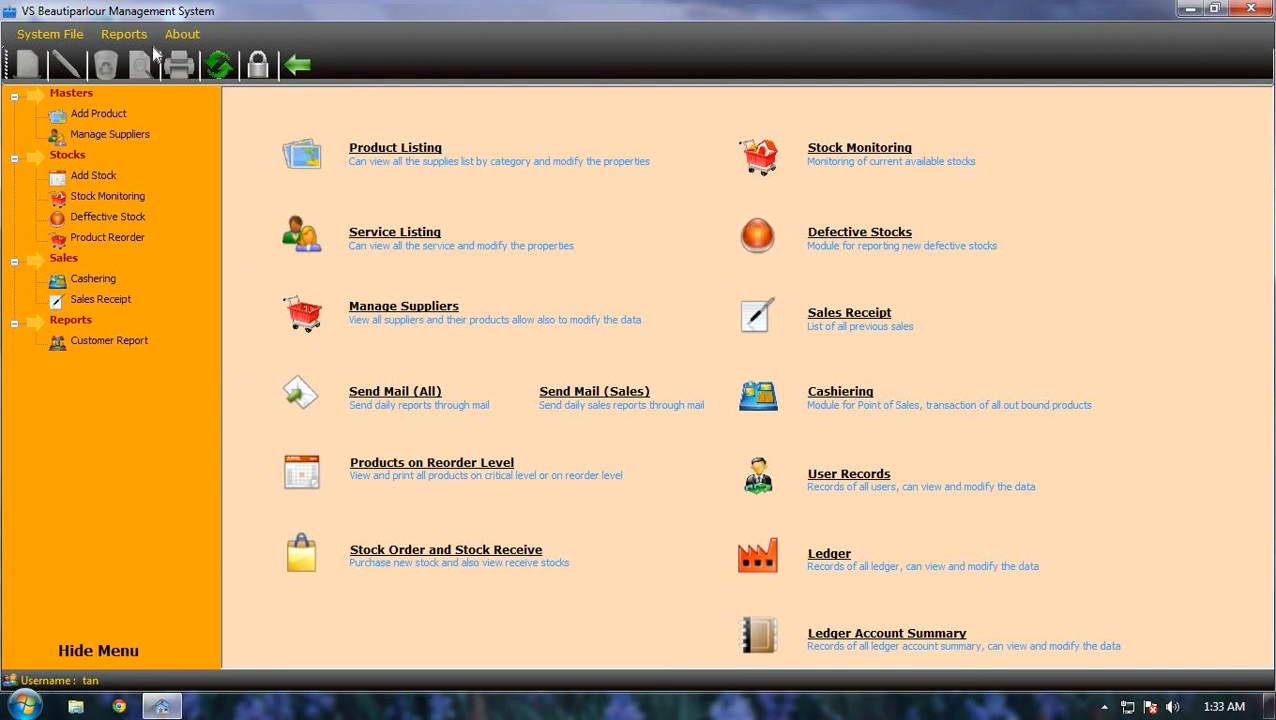 VS Beautiparlour Management System
System File Reports About
Masters
Add Product
Manage Suppliers
Stocks
Add Stock
Stock Monitoring
Deffective Stock
Product Reorder
Sales
Cashering
Sales Receipt
Reports
Customer Report
Hide Menu
Product Listing
Can view all the supplies list by category and modify the properties
Service Listing
Can view all the service and modify the properties
Manage Suppliers
View all suppliers and their products allow also to modify the data
Send Mail (All)
Send daily reports through mail
Send Mail (Sales)
Send daily sales reports through mail
Products on Reorder Level
View and print all products on critical level or on reorder level
Stock Order and Stock Receive
Purchase new stock and also view receive stocks
Stock Monitoring
Monitoring of current available stocks
Defective Stocks
Module for reporting new defective stocks
Sales Receipt
List of all previous sales
Cashiering
Module for Point of Sales, transaction of all out bound products
User Records
Records of all users, can view and modify the data
Ledger
Records of all ledger, can view and modify the data
Ledger Account Summary
Records of all ledger account summary, can view and modify the data
Username : tan
1:33 AM